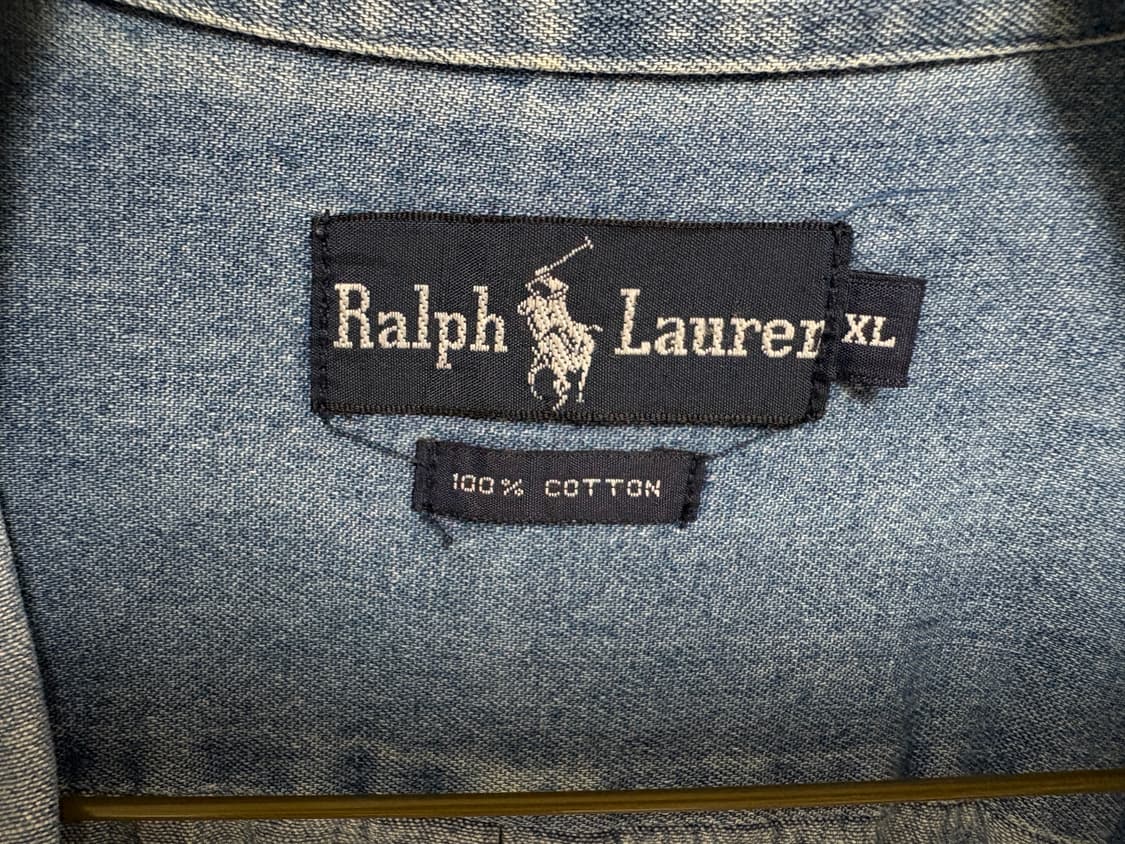 Ralph Lauren XL
100% COTTON